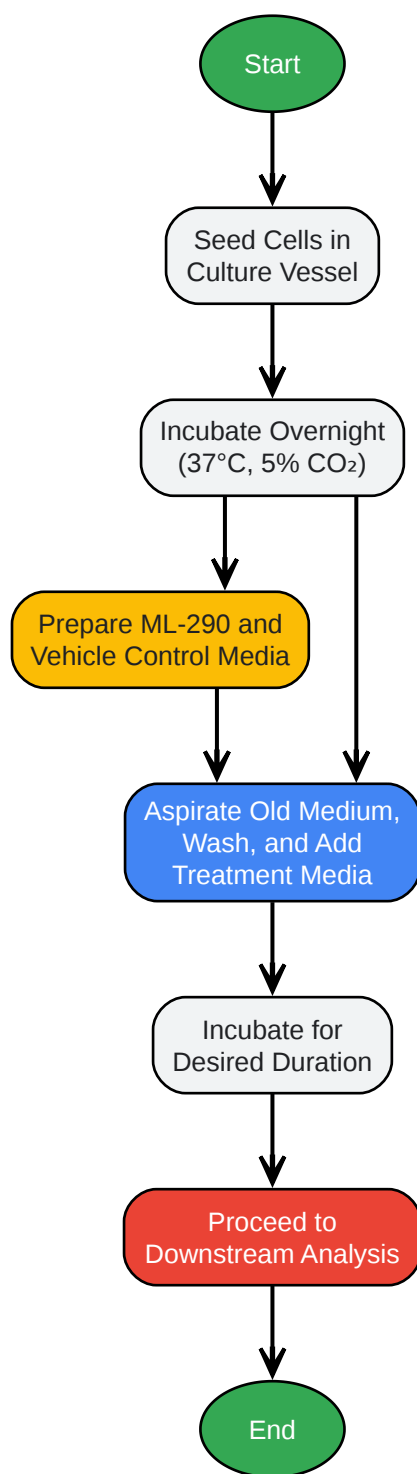 Start
Seed Cells in
Culture Vessel
Incubate Overnight
(37°C, 5% CO₂)
Prepare ML-290 and
Vehicle Control Media
Aspirate Old Medium,
Wash, and Add
Treatment Media
Incubate for
Desired Duration
Proceed to
Downstream Analysis
End